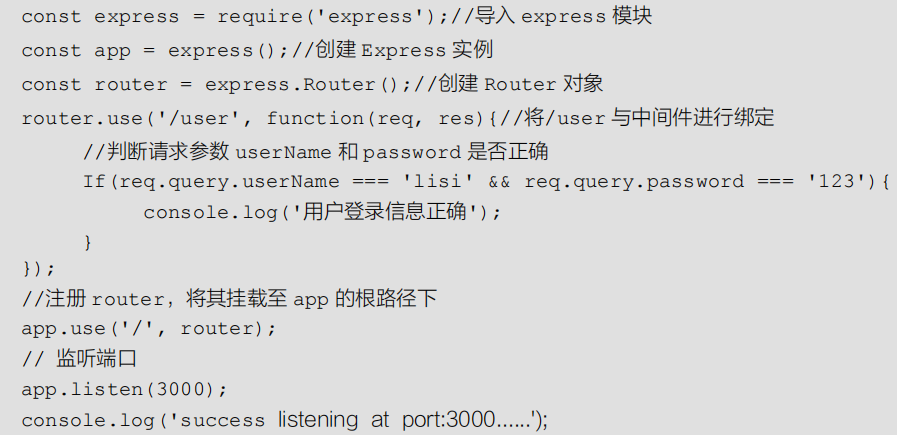 const express = require('express');//导入 express 模块
const app = express();//创建 Express 实例
const router = express.Router();//创建 Router 对象
router.use('/user', function(req, res){//将/user 与中间件进行绑定
//判断请求参数 userName 和 password 是否正确
If(req.query.userName === 'lisi' && req.query.password === '123'){
console.log('用户登录信息正确');
}
});
//注册 router，将其挂载至 app 的根路径下
app.use('/', router);
// 监听端口
app.listen(3000);
console.log('success listening at port:3000......');